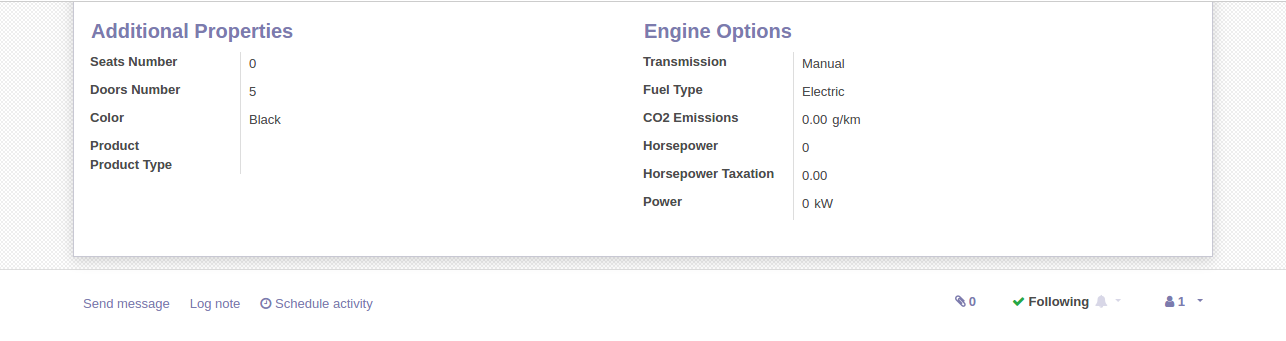 Additional Properties
Seats Number 0
Doors Number 5
Color Black
Product
Product Type
Engine Options
Transmission Manual
Fuel Type Electric
CO2 Emissions 0.00 g/km
Horsepower 0
Horsepower Taxation 0.00
Power 0 kW
Send message Log note Schedule activity 0 Following 1